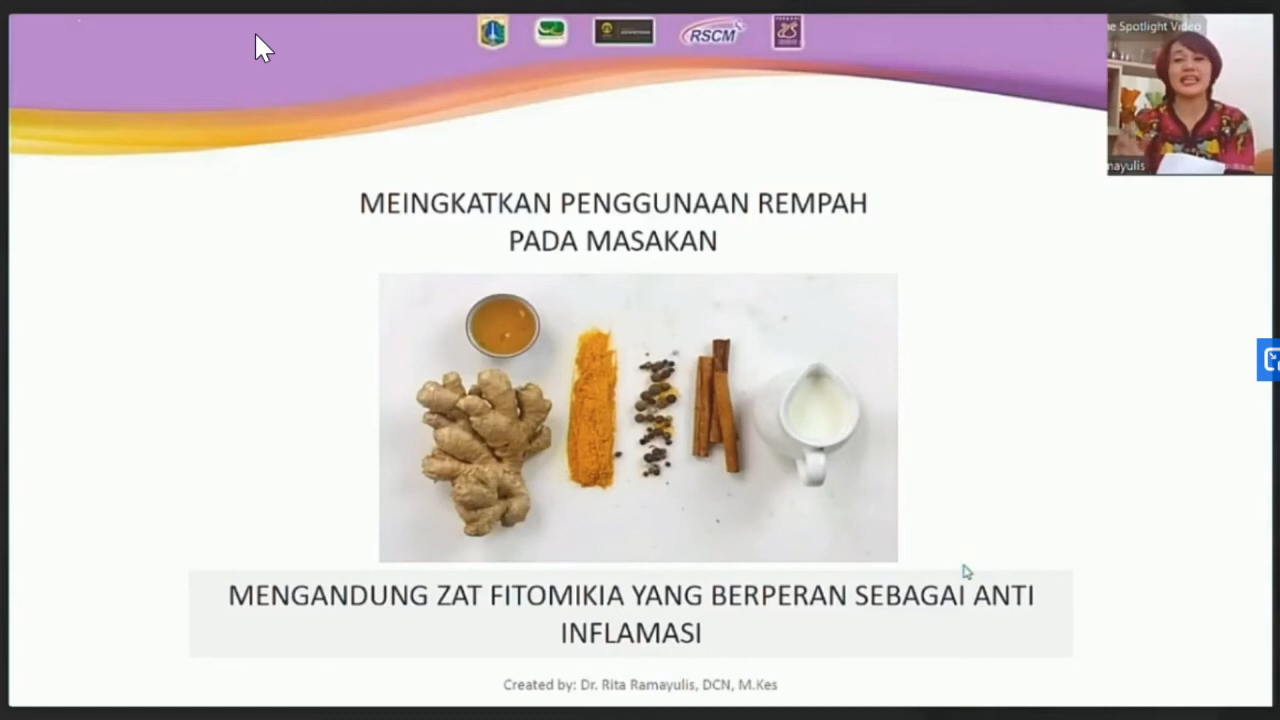 RSCM
e Spotlight Video
nayulis
MEINGKATKAN PENGGUNAAN REMPAH
PADA MASAKAN
MENGANDUNG ZAT FITOMIKIA YANG BERPERAN SEBAGAI ANTI
INFLAMASI
Created by: Dr. Rita Ramayulis, DCN, M.Kes